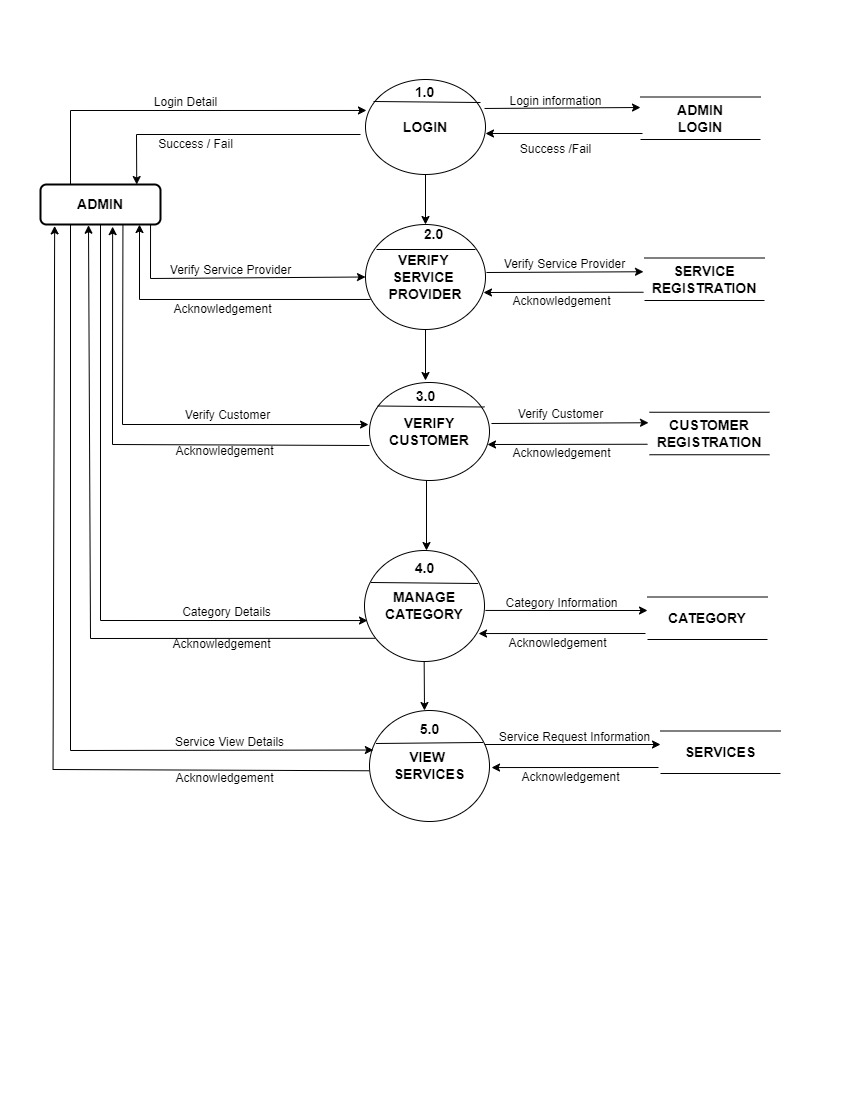 1.0
Login Detail
Login information
ADMIN
LOGIN
LOGIN
Success / Fail
Success /Fail
ADMIN
2.0
VERIFY
SERVICE
PROVIDER
Verify Service Provider
Verify Service Provider
SERVICE
REGISTRATION
Acknowledgement
Acknowledgement
3.0
VERIFY
CUSTOMER
Verify Customer
Verify Customer
CUSTOMER
REGISTRATION
Acknowledgement
Acknowledgement
4.0
MANAGE
CATEGORY
Category Details
Category Information
CATEGORY
Acknowledgement
Acknowledgement
5.0
VIEW
SERVICES
Service View Details
Service Request Information
SERVICES
Acknowledgement
Acknowledgement